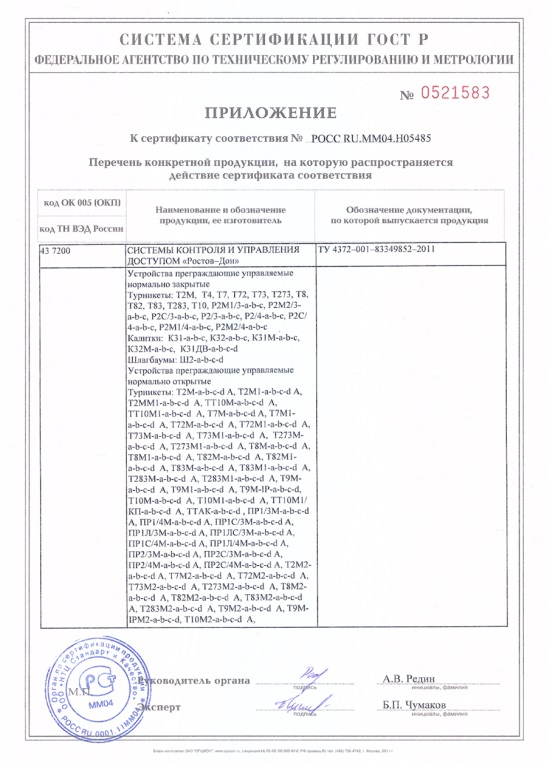 СИСТЕМА СЕРТИФИКАЦИИ ГОСТ Р
ФЕДЕРАЛЬНОЕ АГЕНТСТВО ПО ТЕХНИЧЕСКОМУ РЕГУЛИРОВАНИЮ И МЕТРОЛОГИИ
№ 0521583
ПРИЛОЖЕНИЕ
К сертификату соответствия № РОСС RU.ММ04.Н05485
Перечень конкретной продукции, на которую распространяется
действие сертификата соответствия
код ОК 005 (ОКП)
код ТН ВЭД России
Наименование и обозначение
продукции, ее изготовитель
Обозначение документации,
по которой выпускается продукция
43 7200
СИСТЕМЫ КОНТРОЛЯ И УПРАВЛЕНИЯ
ДОСТУПОМ «Ростов–Дон»
ТУ 4372–001–83349852–2011
Устройства преграждающие управляемые
нормально закрытые
Турникеты: Т2М, Т4, Т7, Т72, Т73, Т273, Т8,
Т82, Т83, Т283, Т10, Р2М1/3-a-b-c, Р2М2/3-
a-b-c, Р2С/3-a-b-c, Р2/3-a-b-c, Р2/4-a-b-c, Р2С/
4-a-b-c, Р2М1/4-a-b-c, Р2М2/4-a-b-c
Калитки: К31-a-b-c, К32-a-b-c, К31М-a-b-c,
К32М-a-b-c, К31ДВ-a-b-c-d
Шлагбаумы: Ш2-a-b-c-d
Устройства преграждающие управляемые
нормально открытые
Турникеты: Т2М-a-b-c-d А, Т2М1-a-b-c-d А,
Т2ММ1-a-b-c-d А, ТТ10М-a-b-c-d А,
ТТ10М1-a-b-c-d А, Т7М-a-b-c-d А, Т7М1-
a-b-c-d А, Т72М-a-b-c-d А, Т72М1-a-b-c-d А,
Т73М-a-b-c-d А, Т73М1-a-b-c-d А, Т273М-
a-b-c-d А, Т273М1-a-b-c-d А, Т8М-a-b-c-d А,
Т8М1-a-b-c-d А, Т82М-a-b-c-d А, Т82М1-
a-b-c-d А, Т83М-a-b-c-d А, Т83М1-a-b-c-d А,
Т283М-a-b-c-d А, Т283М1-a-b-c-d А, Т9М-
a-b-c-d А, Т9М1-a-b-c-d А, Т9М-IP-a-b-c-d,
Т10М-a-b-c-d А, Т10М1-a-b-c-d А, ТТ10М1/
КП-a-b-c-d А, ТТАК-a-b-c-d , ПР1/3М-a-b-c-d
А, ПР1/4М-a-b-c-d А, ПР1С/3М-a-b-c-d А,
ПР1Л/3М-a-b-c-d А, ПР1ЛС/3М-a-b-c-d А,
ПР1С/4М-a-b-c-d А, ПР1Л/4М-a-b-c-d А,
ПР2/3М-a-b-c-d А, ПР2С/3М-a-b-c-d А,
ПР2/4М-a-b-c-d А, ПР2С/4М-a-b-c-d А, Т2М2-
a-b-c-d А, Т7М2-a-b-c-d А, Т72М2-a-b-c-d А,
Т73М2-a-b-c-d А, Т273М2-a-b-c-d А, Т8М2-
a-b-c-d А, Т82М2-a-b-c-d А, Т83М2-a-b-c-d
А, Т283М2-a-b-c-d А, Т9М2-a-b-c-d А, Т9М-
IPM2-a-b-c-d, Т10М2-a-b-c-d А,
Руководитель органа
подпись
А.В. Редин
инициалы, фамилия
М.П.
Эксперт
подпись
Б.П. Чумаков
инициалы, фамилия
Орган по сертификации продукции
ООО «НТЦ Стандарт и Качество»
ММ04
РОСС RU.0001.11ММ04